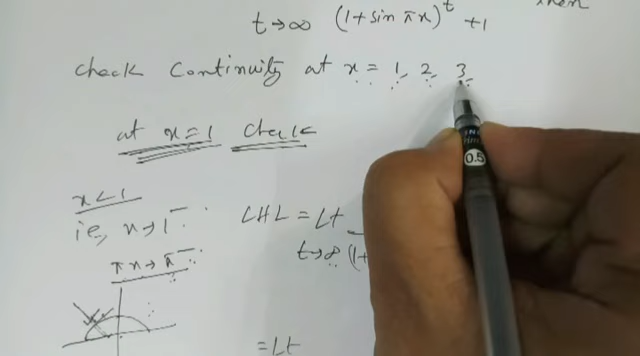 t→∞ (1+sin πx)^t +1 then
Check Continuity at x = 1, 2, 3
at x=1 Check
x<1
i.e, x→1⁻
LHL = Lt
t→∞ (1+
πx→π⁻
= Lt
0.5